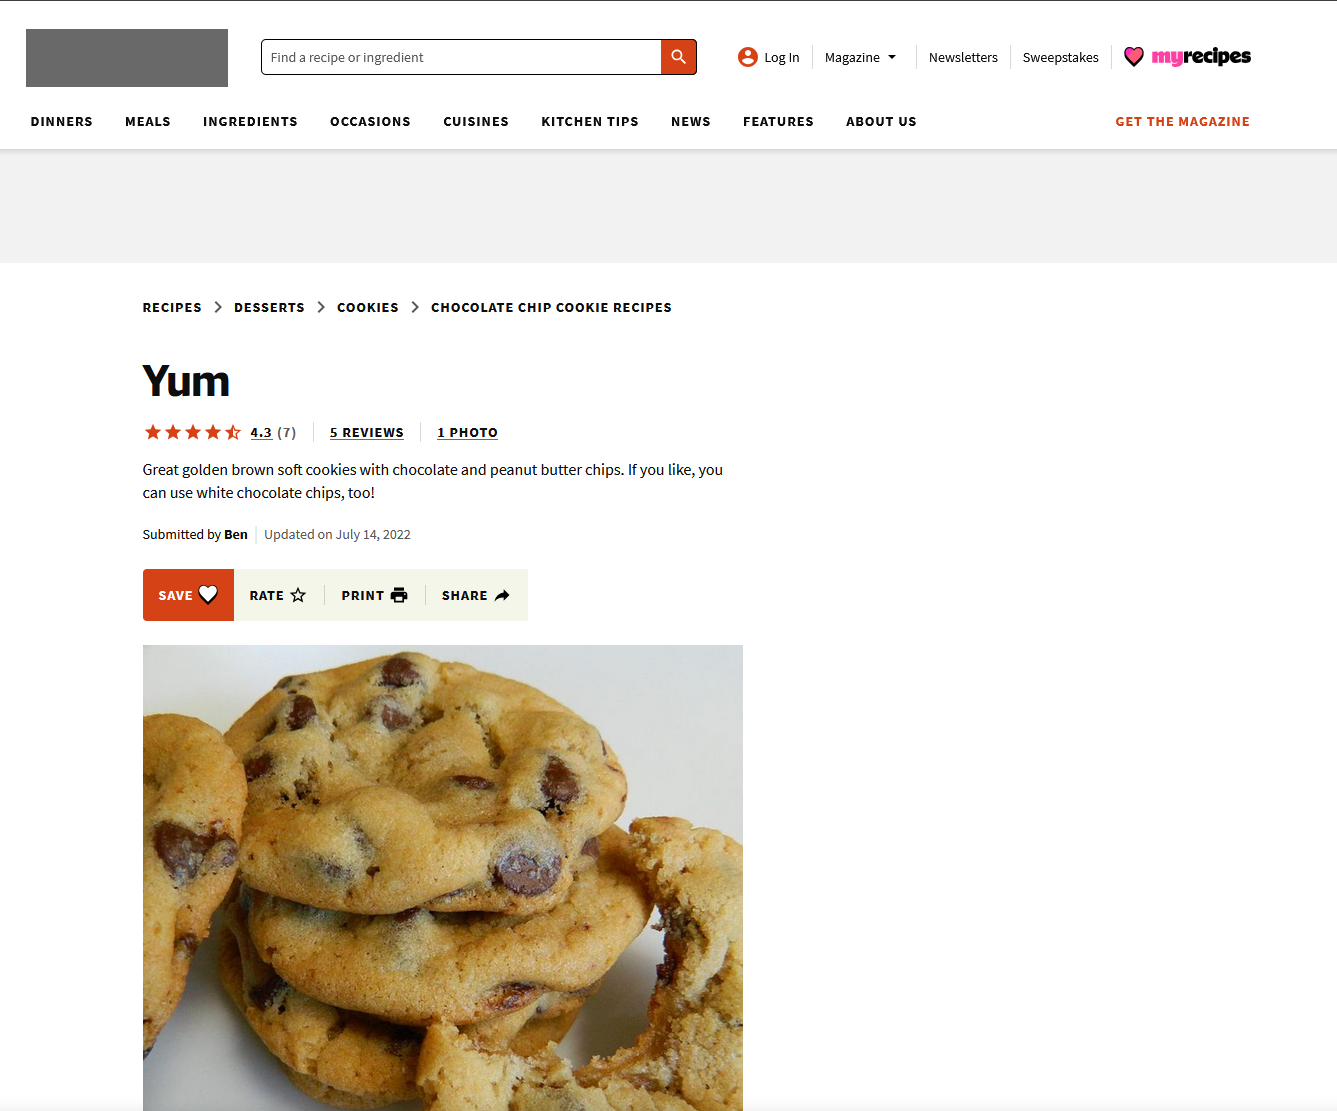 Find a recipe or ingredient
Log In
Magazine
Newsletters
Sweepstakes
myrecipes
DINNERS
MEALS
INGREDIENTS
OCCASIONS
CUISINES
KITCHEN TIPS
NEWS
FEATURES
ABOUT US
GET THE MAGAZINE
RECIPES > DESSERTS > COOKIES > CHOCOLATE CHIP COOKIE RECIPES
Yum
4.3 (7)
5 REVIEWS
1 PHOTO
Great golden brown soft cookies with chocolate and peanut butter chips. If you like, you
can use white chocolate chips, too!
Submitted by Ben
Updated on July 14, 2022
SAVE
RATE
PRINT
SHARE